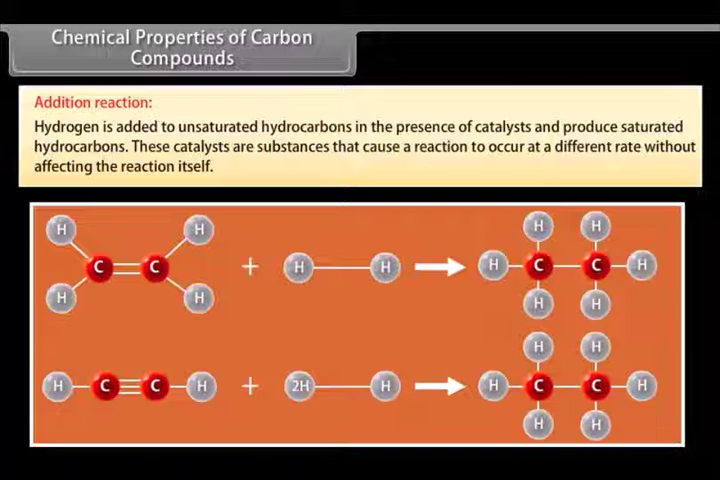 Chemical Properties of Carbon
Compounds
Addition reaction:
Hydrogen is added to unsaturated hydrocarbons in the presence of catalysts and produce saturated
hydrocarbons. These catalysts are substances that cause a reaction to occur at a different rate without
affecting the reaction itself.
H H H H
C C + H H H C C H
H H H H
H H
H C C H + 2H H H C C H
H H